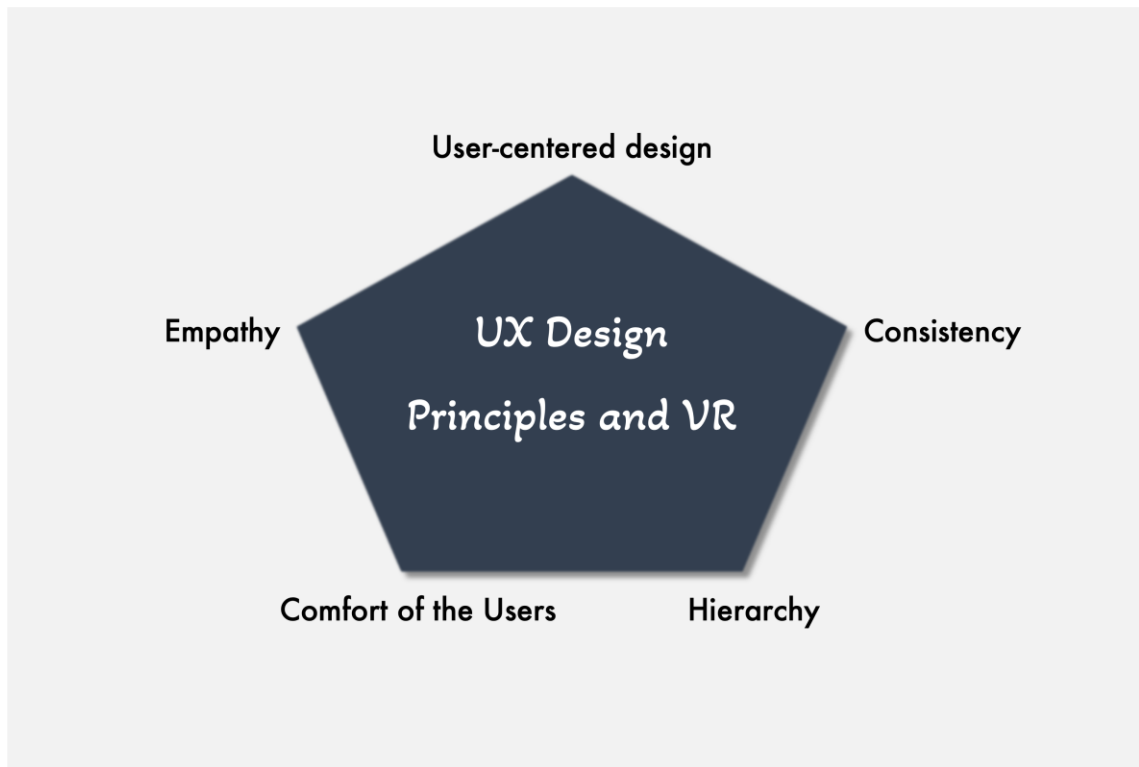 User-centered design
Empathy
Consistency
UX Design
Principles and VR
Comfort of the Users
Hierarchy